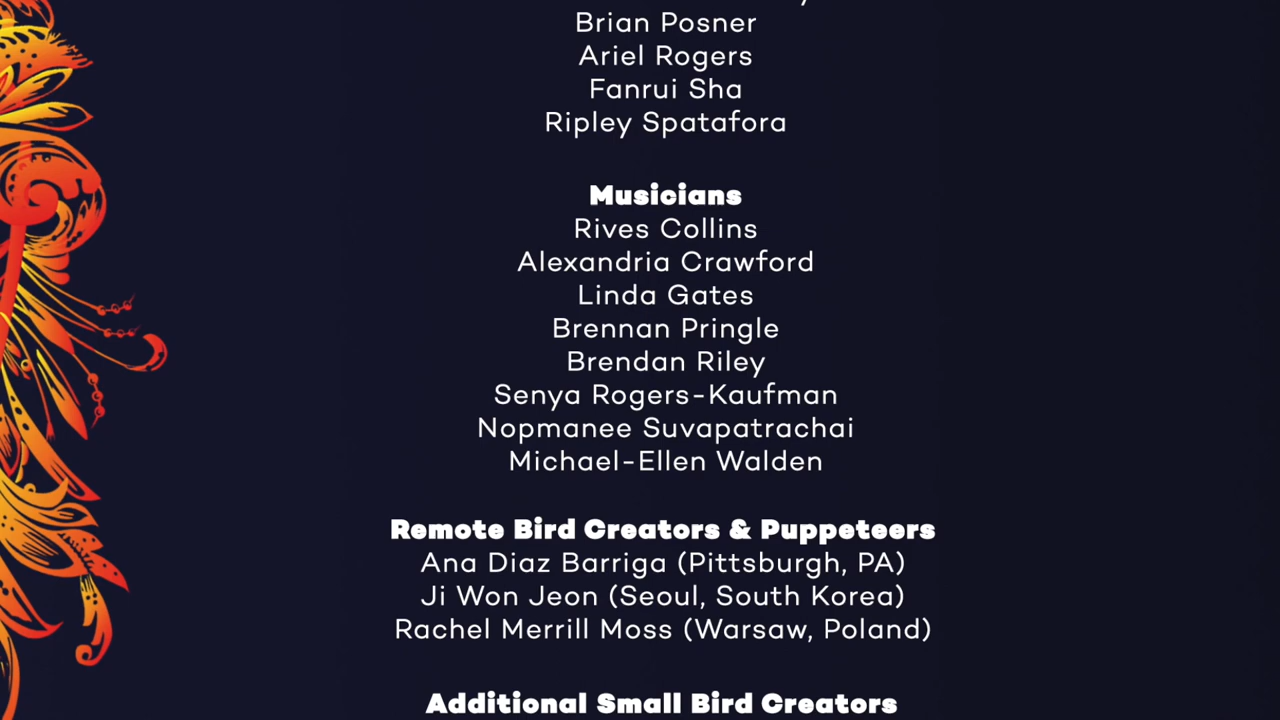 Brian Posner
Ariel Rogers
Fanrui Sha
Ripley Spatafora
Musicians
Rives Collins
Alexandria Crawford
Linda Gates
Brennan Pringle
Brendan Riley
Senya Rogers-Kaufman
Nopmanee Suvapatrachai
Michael-Ellen Walden
Remote Bird Creators & Puppeteers
Ana Diaz Barriga (Pittsburgh, PA)
Ji Won Jeon (Seoul, South Korea)
Rachel Merrill Moss (Warsaw, Poland)
Additional Small Bird Creators